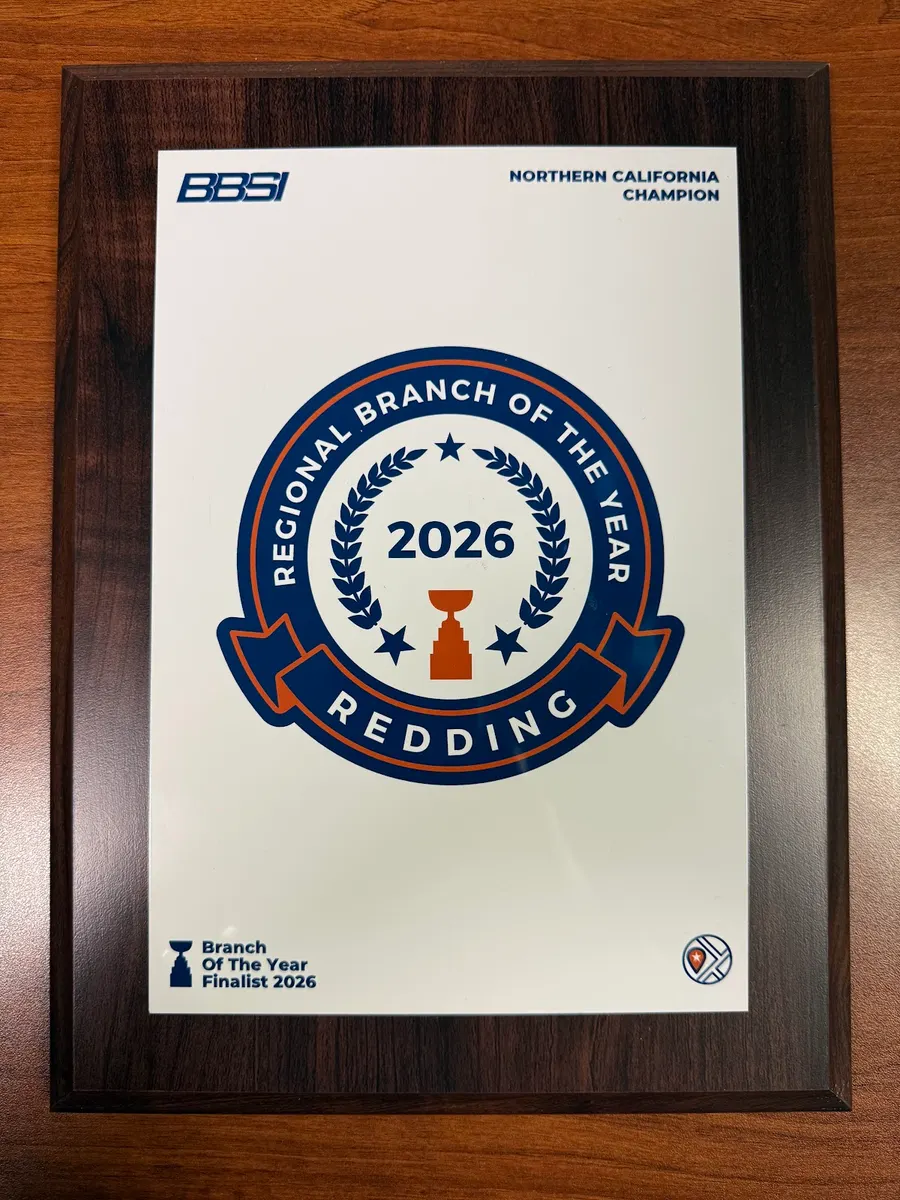 BBSI
NORTHERN CALIFORNIA
CHAMPION
REGIONAL BRANCH OF THE YEAR
2026
REDDING
Branch
Of The Year
Finalist 2026